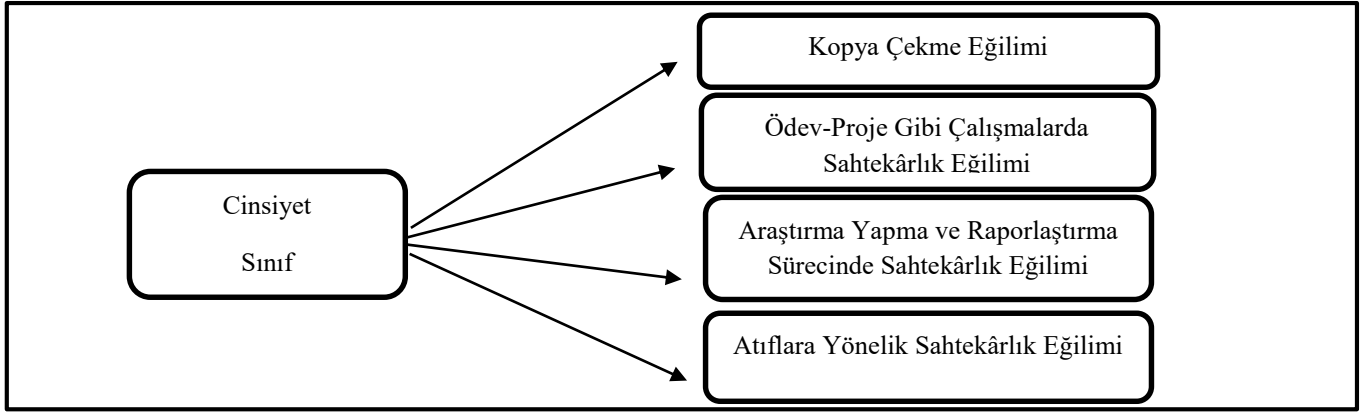 Kopya Çekme Eğilimi
Ödev-Proje Gibi Çalışmalarda
Sahtekârlık Eğilimi
Cinsiyet
Sınıf
Araştırma Yapma ve Raporlaştırma
Sürecinde Sahtekârlık Eğilimi
Atıflara Yönelik Sahtekârlık Eğilimi